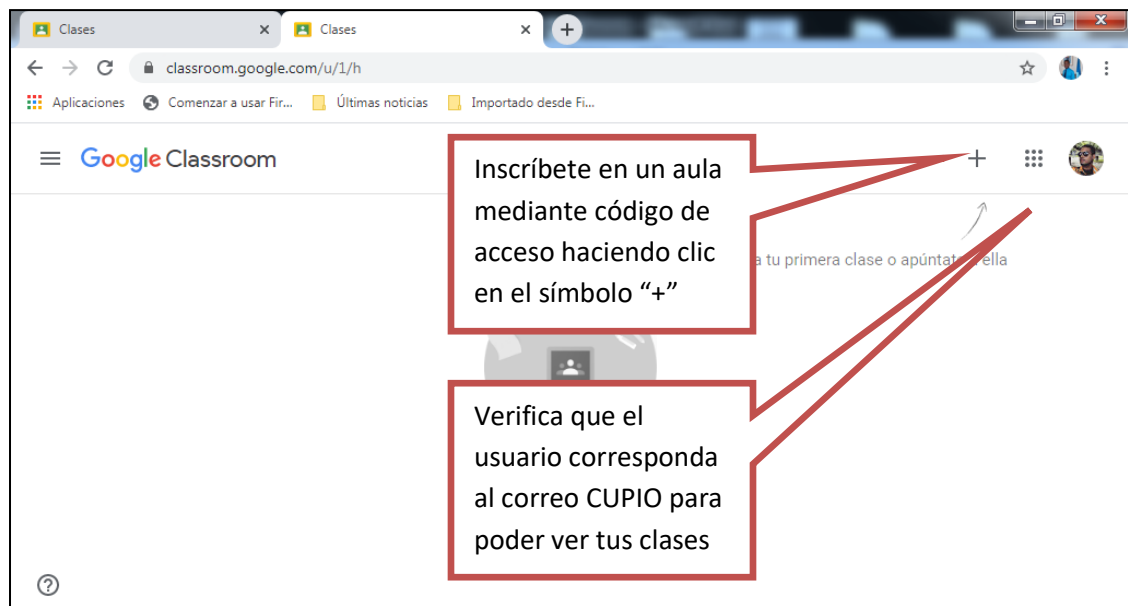 Clases
Clases
classroom.google.com/u/1/h
Aplicaciones
Comenzar a usar Fir...
Últimas noticias
Importado desde Fi...
Google Classroom
Inscríbete en un aula
mediante código de
acceso haciendo clic
en el símbolo “+”
a tu primera clase o apúntate ella
Verifica que el
usuario corresponda
al correo CUPIO para
poder ver tus clases